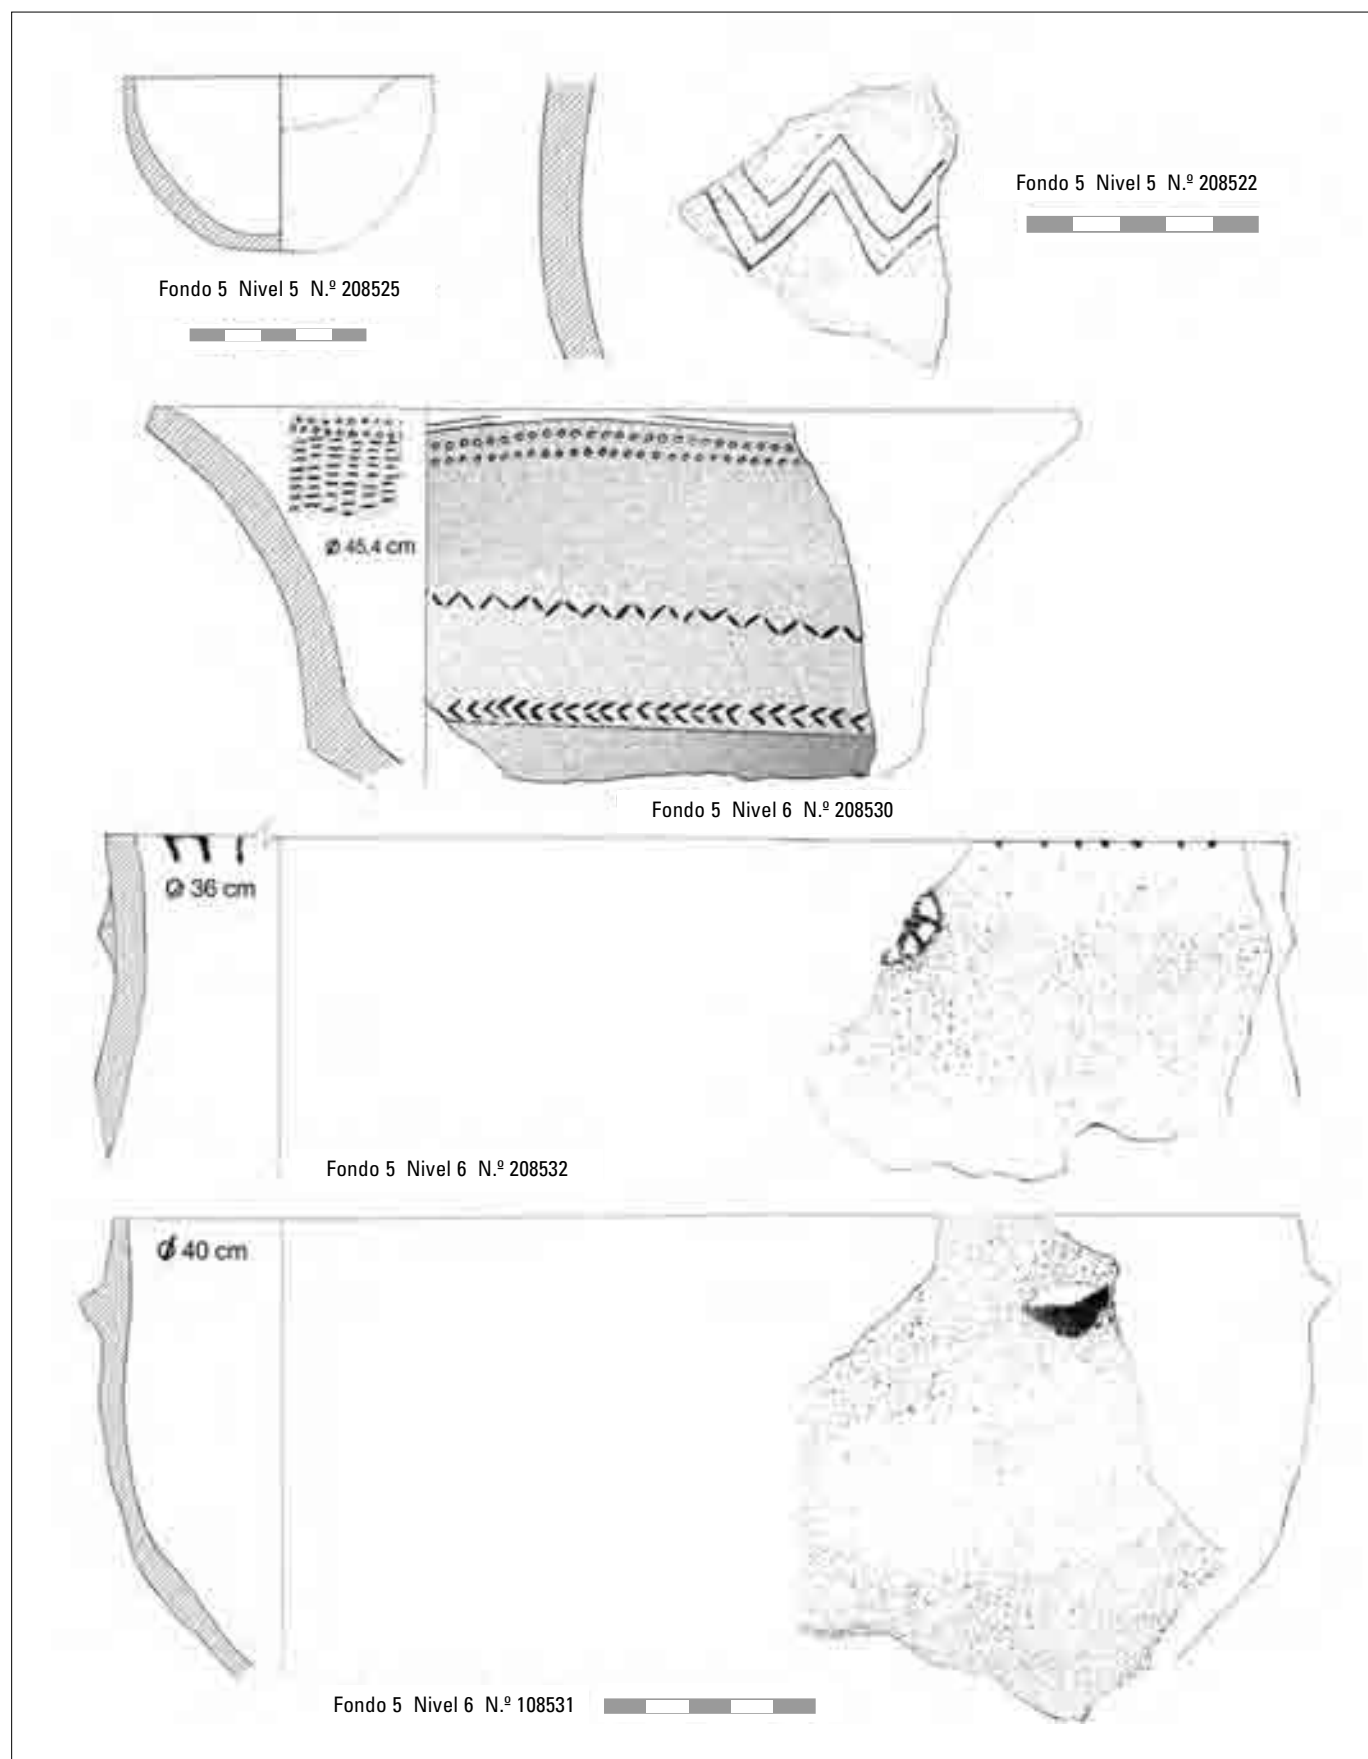 Fondo 5 Nivel 5 N.º 208522
Fondo 5 Nivel 5 N.º 208525
Ø 45,4 cm
Fondo 5 Nivel 6 N.º 208530
Ø 36 cm
Fondo 5 Nivel 6 N.º 208532
Ø 40 cm
Fondo 5 Nivel 6 N.º 108531